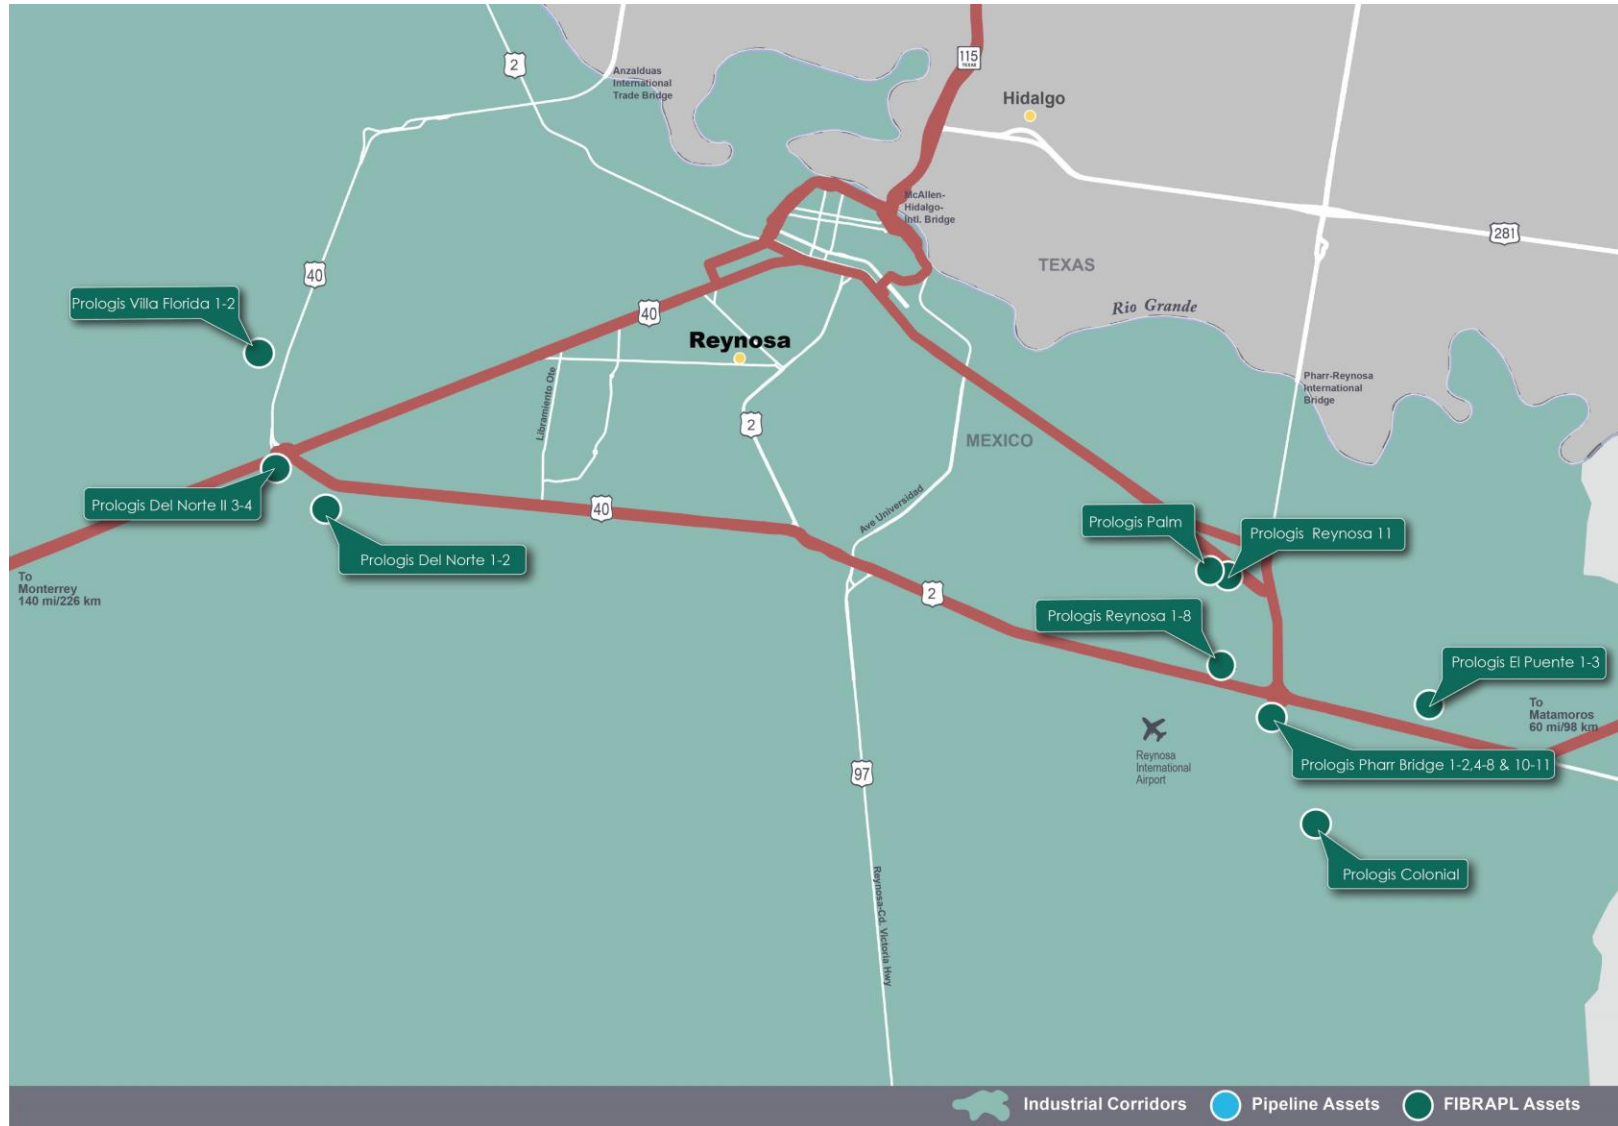 2
Anzalduas
International
Trade Bridge
115
TEXAS
Hidalgo
McAllen-
Hidalgo-
Intl. Bridge
281
TEXAS
40
Rio Grande
Prologis Villa Florida 1-2
40
Reynosa
Pharr-Reynosa
International
Bridge
Libramiento Ote
2
MEXICO
Prologis Del Norte II 3-4
40
Ave Universidad
Prologis Palm
Prologis Reynosa 11
Prologis Del Norte 1-2
To
Monterrey
140 mi/226 km
2
Prologis Reynosa 1-8
Prologis El Puente 1-3
To
Matamoros
60 mi/98 km
Reynosa
International
Airport
Prologis Pharr Bridge 1-2,4-8 & 10-11
97
Prologis Colonial
Reynosa-Cd. Victoria Hwy
Industrial Corridors
Pipeline Assets
FIBRAPL Assets